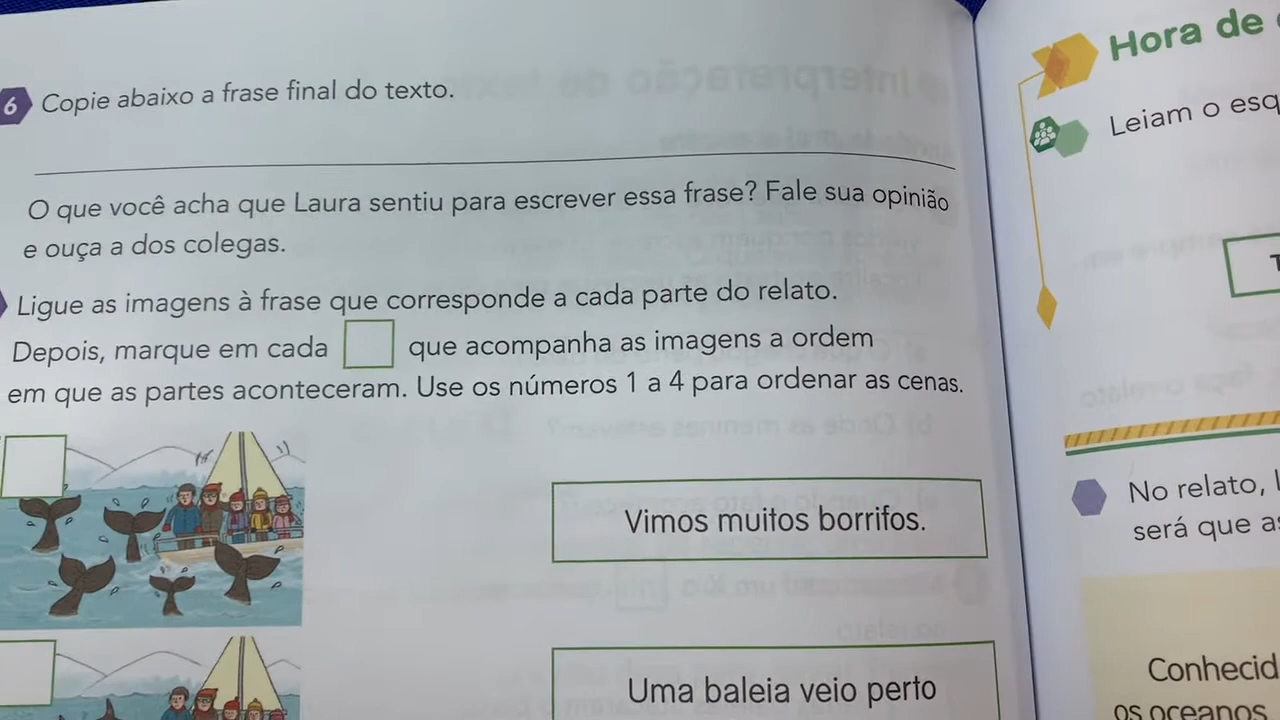 6 Copie abaixo a frase final do texto.
O que você acha que Laura sentiu para escrever essa frase? Fale sua opinião
e ouça a dos colegas.
Ligue as imagens à frase que corresponde a cada parte do relato.
Depois, marque em cada que acompanha as imagens a ordem
em que as partes aconteceram. Use os números 1 a 4 para ordenar as cenas.
Vimos muitos borrifos.
Uma baleia veio perto
Hora de
Leiam o esq
T
No relato, l
será que a
Conhecid
os oceanos